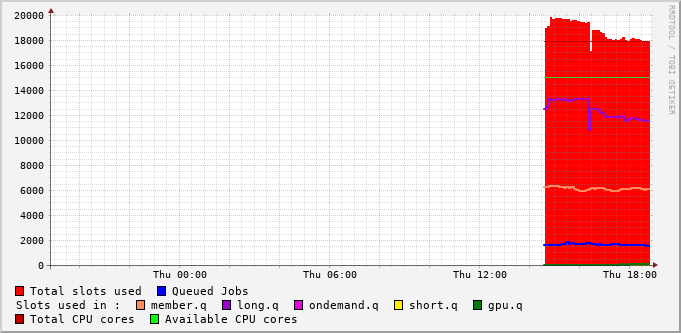 20000
18000
16000
14000
12000
10000
8000
6000
4000
2000
0
Thu 00:00 Thu 06:00 Thu 12:00 Thu 18:00
RRDTOOL / TOBI OETIKER
Total slots used Queued Jobs
Slots used in : member.q long.q ondemand.q short.q gpu.q
Total CPU cores Available CPU cores